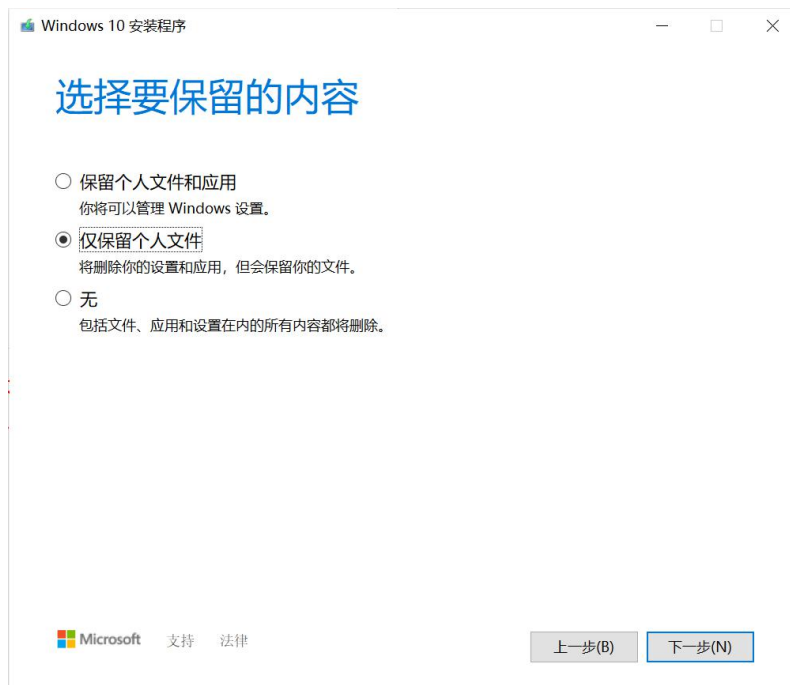 Windows 10 安装程序
选择要保留的内容
保留个人文件和应用
你将可以管理 Windows 设置。
仅保留个人文件
将删除你的设置和应用，但会保留你的文件。
无
包括文件、应用和设置在内的所有内容都将删除。
Microsoft 支持 法律 上一步(B) 下一步(N)